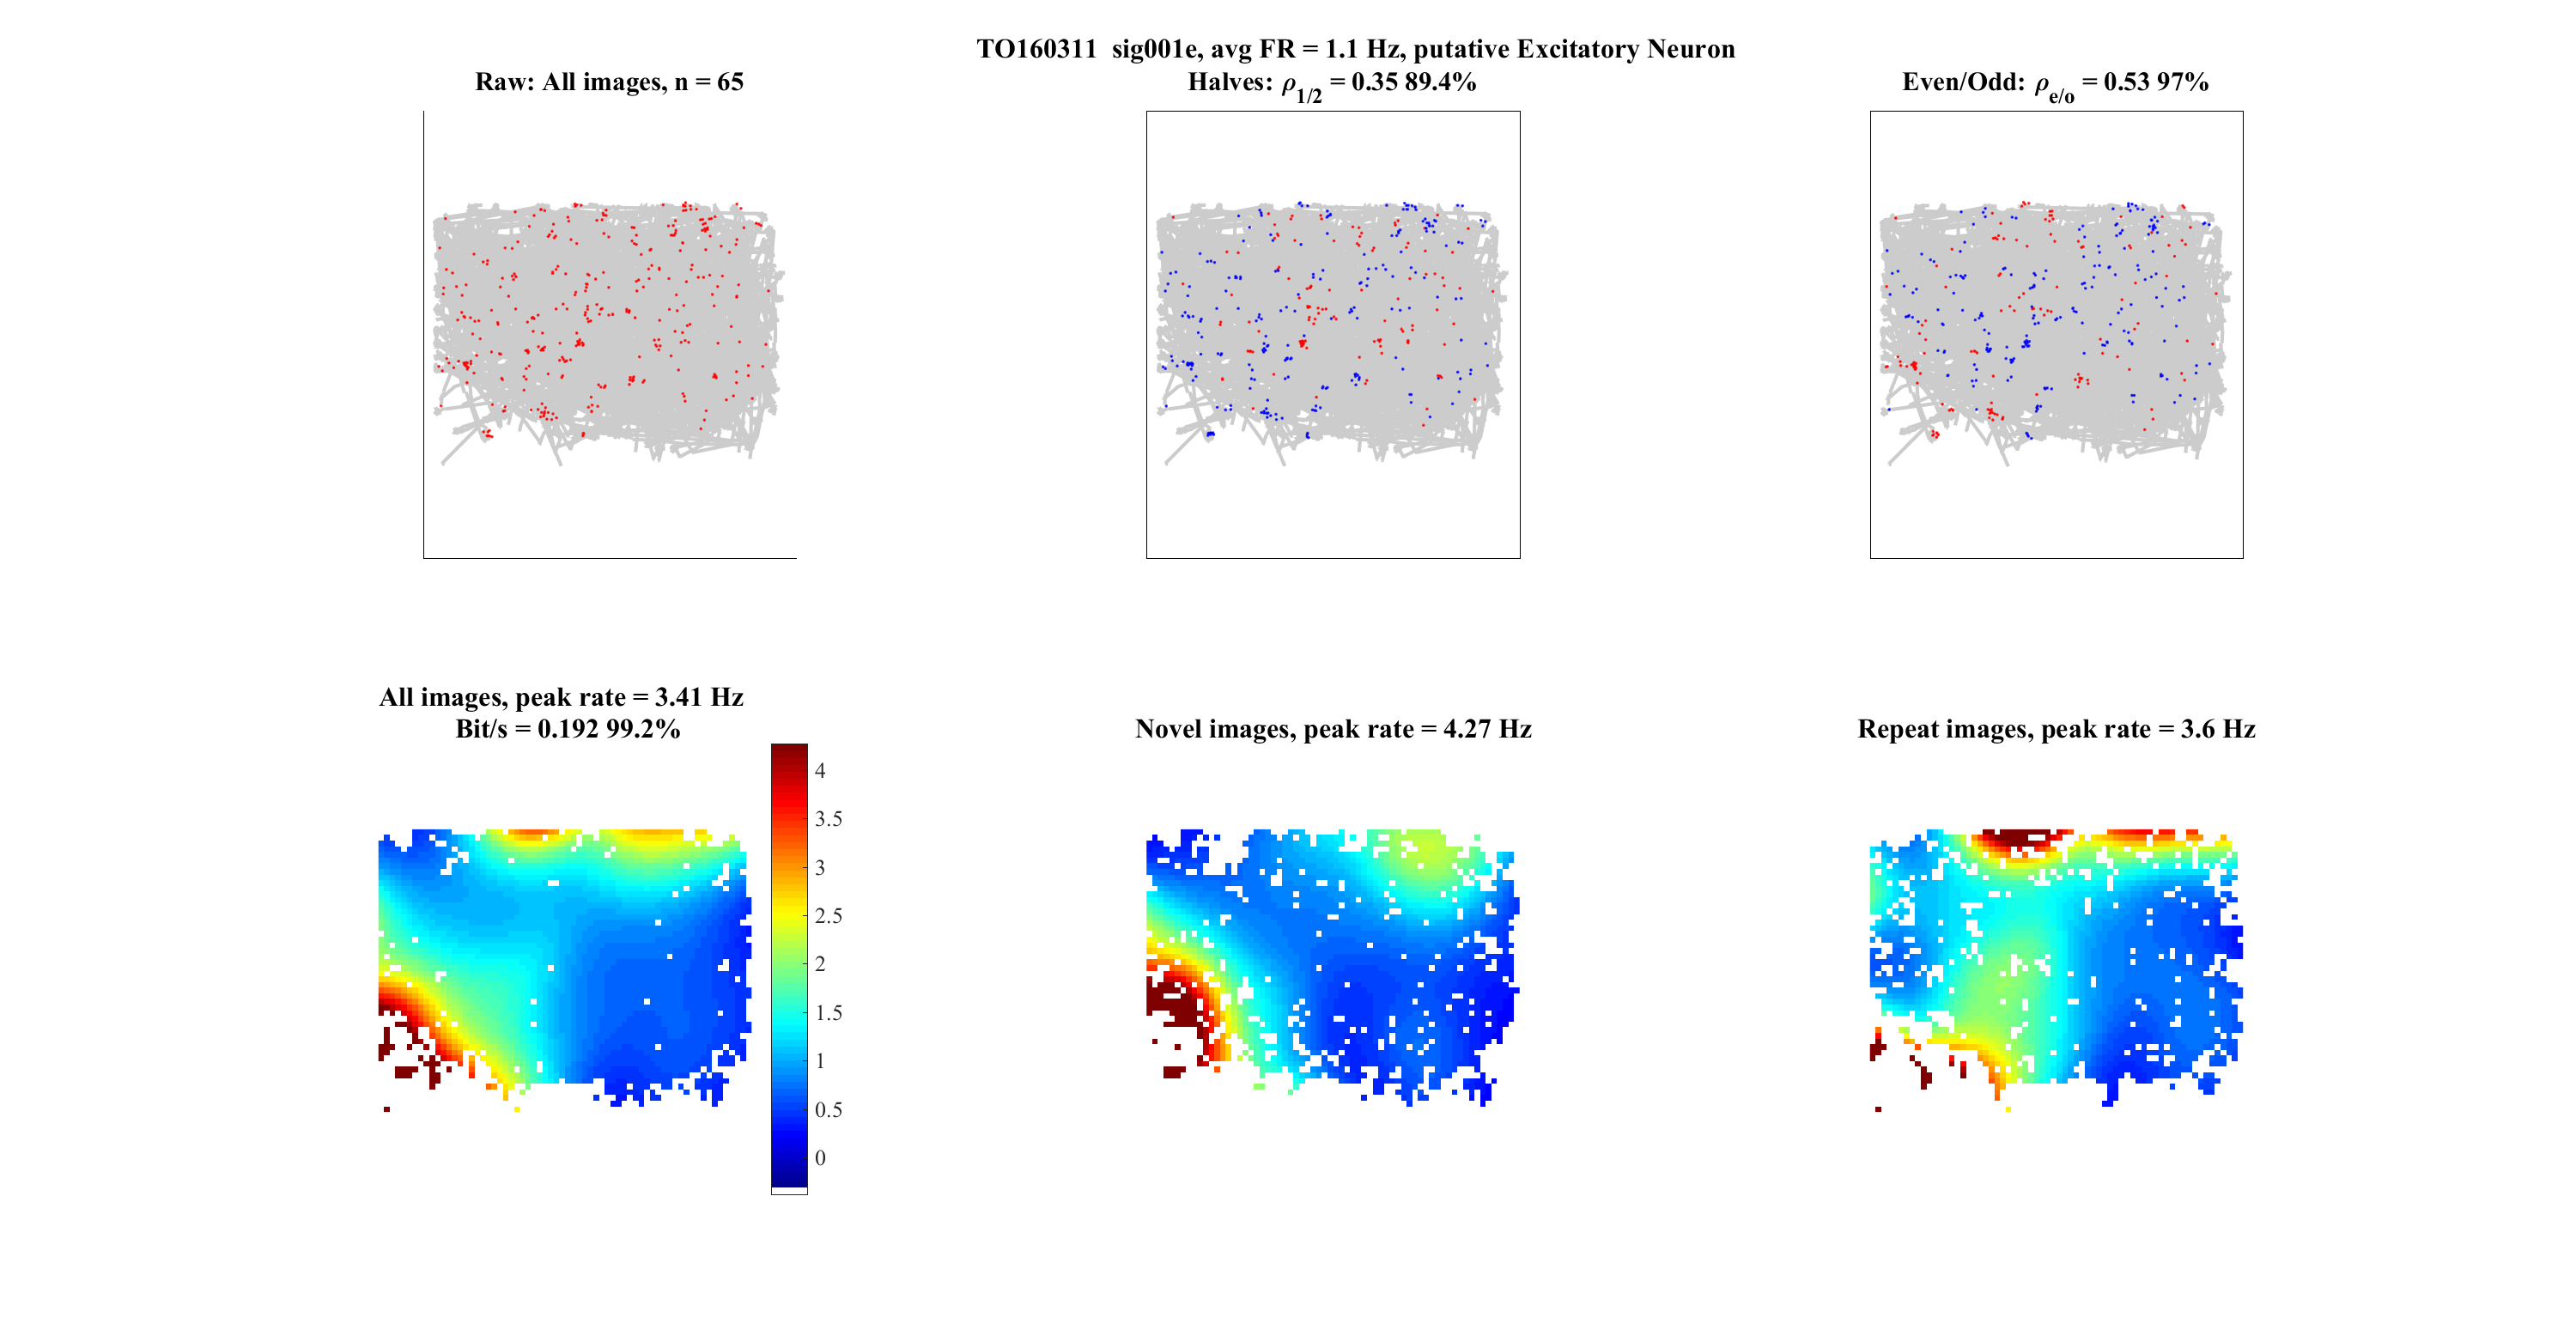 TO160311  sig001e, avg FR = 1.1 Hz, putative Excitatory Neuron
Raw: All images, n = 65
Halves: ρ1/2 = 0.35 89.4%
Even/Odd: ρe/o = 0.53 97%
All images, peak rate = 3.41 Hz
Bit/s = 0.192 99.2%
4
3.5
3
2.5
2
1.5
1
0.5
0
Novel images, peak rate = 4.27 Hz
Repeat images, peak rate = 3.6 Hz